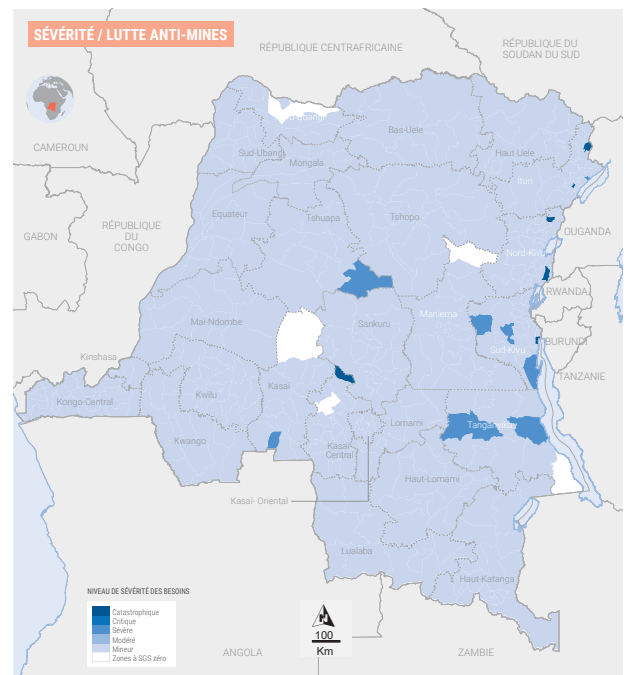 SÉVÉRITÉ / LUTTE ANTI-MINES
RÉPUBLIQUE CENTRAFRICAINE
RÉPUBLIQUE DU
SOUDAN DU SUD
CAMEROUN
Bas-Uele
Haut-Uele
Sud-Ubangi
Mongala
Ituri
GABON
RÉPUBLIQUE
DU
CONGO
Equateur
Tshuapa
Tshopo
OUGANDA
Nord-Kivu
RWANDA
Mai-Ndombe
Sankuru
Maniema
Sud-Kivu
BURUNDI
TANZANIE
Kinshasa
Kongo-Central
Kwilu
Kasai
Kwango
Kasai
Central
Lomami
Tanganyika
Haut-Lomami
Kasai- Oriental
Lualaba
Haut-Katanga
NIVEAU DE SÉVÉRITÉ DES BESOINS
Catastrophique
Critique
Sévère
Modéré
Mineur
Zones à SGS zéro
100
Km
ANGOLA
ZAMBIE